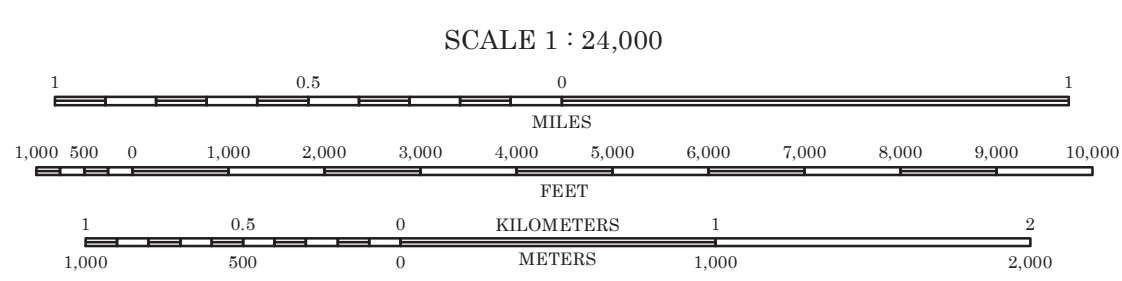 SCALE 1 : 24,000
1 0.5 0 1
MILES
1,000 500 0 1,000 2,000 3,000 4,000 5,000 6,000 7,000 8,000 9,000 10,000
FEET
1 0.5 0 KILOMETERS 1 2
1,000 500 0 METERS 1,000 2,000